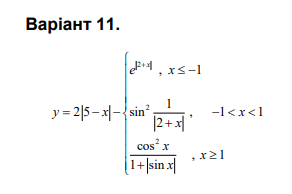 Варіант 11.
e^{|2+x|} , x ≤ −1
y = 2|5 − x| − { sin² 1/|2 + x| , −1 < x < 1
cos² x / 1 + |sin x| , x ≥ 1